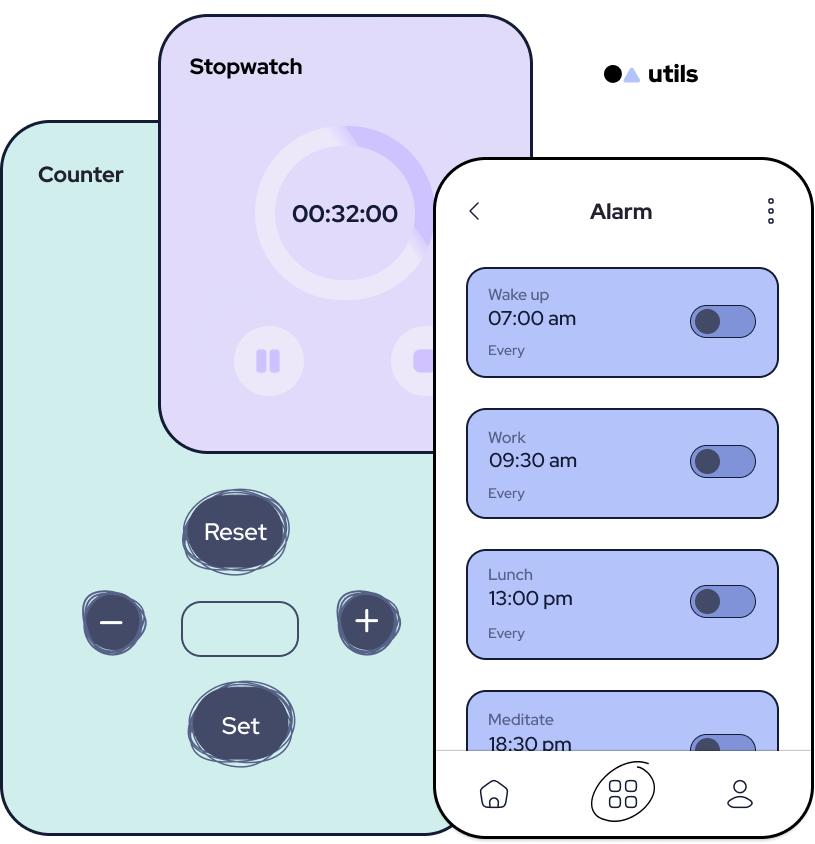 Stopwatch
utils
Counter
00:32:00
Reset
Set
Alarm
Wake up
07:00 am
Every
Work
09:30 am
Every
Lunch
13:00 pm
Every
Meditate
18:30 pm